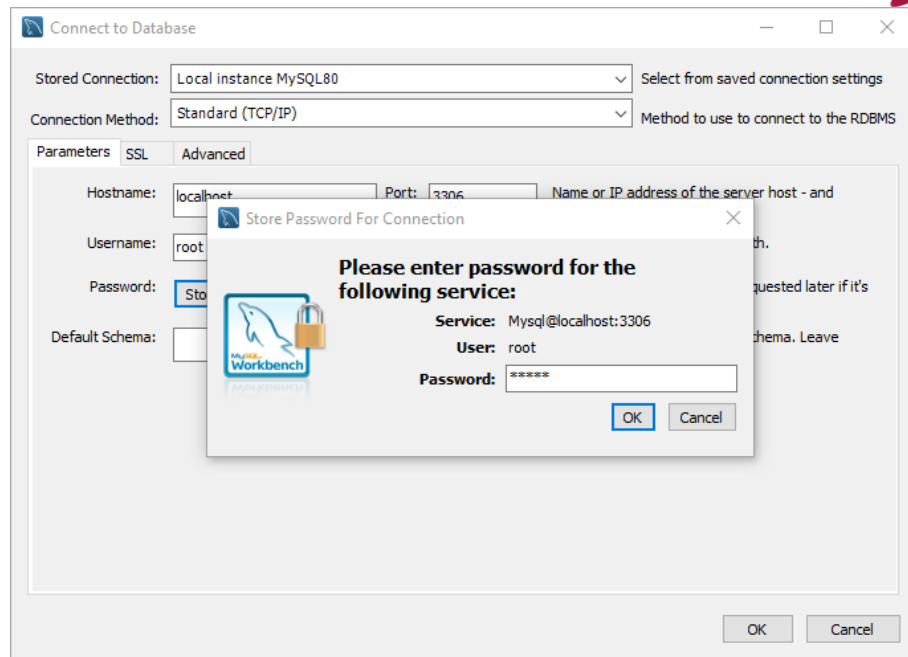 Connect to Database
Stored Connection: Local instance MySQL80 Select from saved connection settings
Connection Method: Standard (TCP/IP) Method to use to connect to the RDBMS
Parameters SSL Advanced
Hostname: localhost Port: 3306 Name or IP address of the server host - and
Store Password For Connection
Username: root th.
Please enter password for the
following service:
Password: Sto quested later if it's
Service: Mysql@localhost:3306
Default Schema: chema. Leave
User: root
MySQL
Workbench
Password: *****
OK Cancel
OK Cancel